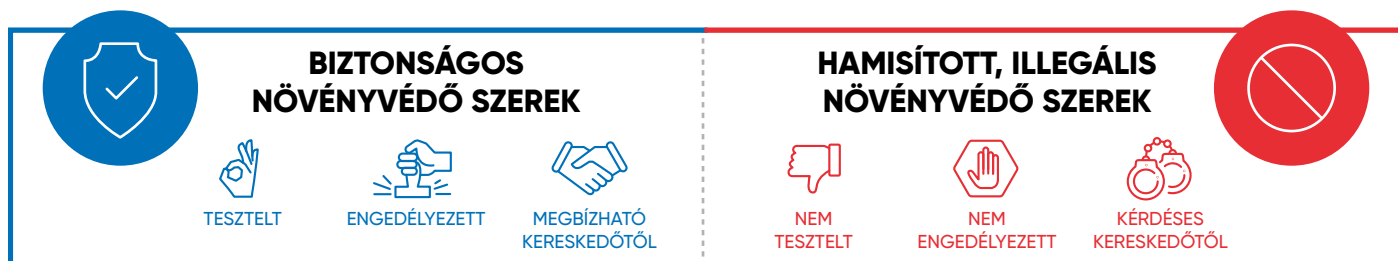 BIZTONSÁGOS
NÖVÉNYVÉDŐ SZEREK
TESZTELT
ENGEDÉLYEZETT
MEGBÍZHATÓ
KERESKEDŐTŐL
HAMISÍTOTT, ILLEGÁLIS
NÖVÉNYVÉDŐ SZEREK
NEM
TESZTELT
NEM
ENGEDÉLYEZETT
KÉRDÉSES
KERESKEDŐTŐL